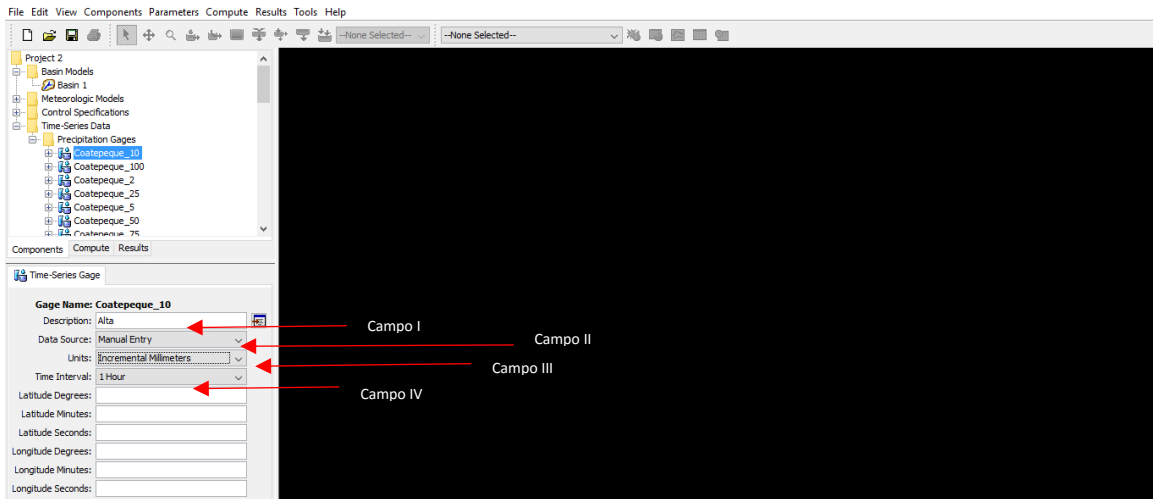 File Edit View Components Parameters Compute Results Tools Help
--None Selected-- --None Selected--
Project 2
Basin Models
Basin 1
Meteorologic Models
Control Specifications
Time-Series Data
Precipitation Gages
Coatepeque_10
Coatepeque_100
Coatepeque_2
Coatepeque_25
Coatepeque_5
Coatepeque_50
Coatepeque_75
Components Compute Results
Time-Series Gage
Gage Name: Coatepeque_10
Description: Alta
Data Source: Manual Entry
Units: Incremental Millimeters
Time Interval: 1 Hour
Latitude Degrees:
Latitude Minutes:
Latitude Seconds:
Longitude Degrees:
Longitude Minutes:
Longitude Seconds:
Campo I
Campo II
Campo III
Campo IV